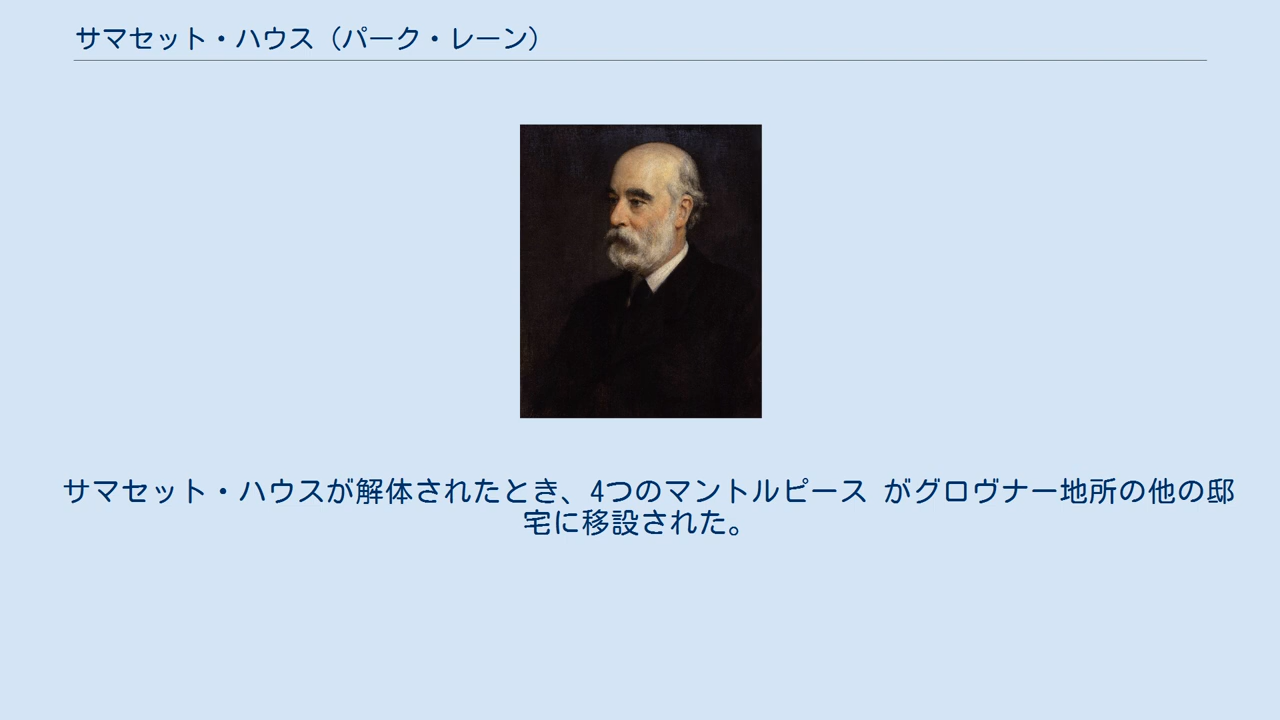 サマセット・ハウス（パーク・レーン）
サマセット・ハウスが解体されたとき、4つのマントルピース がグロヴナー地所の他の邸
宅に移設された。